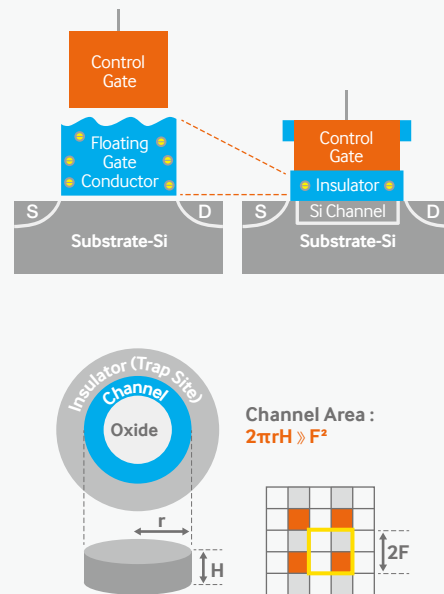 Control
Gate
Floating
Gate
Conductor
S
D
Substrate-Si
Control
Gate
Insulator
S
Si Channel
D
Substrate-Si
Insulator (Trap Site)
Channel
Oxide
r
H
Channel Area :
2πrH 》F²
2F